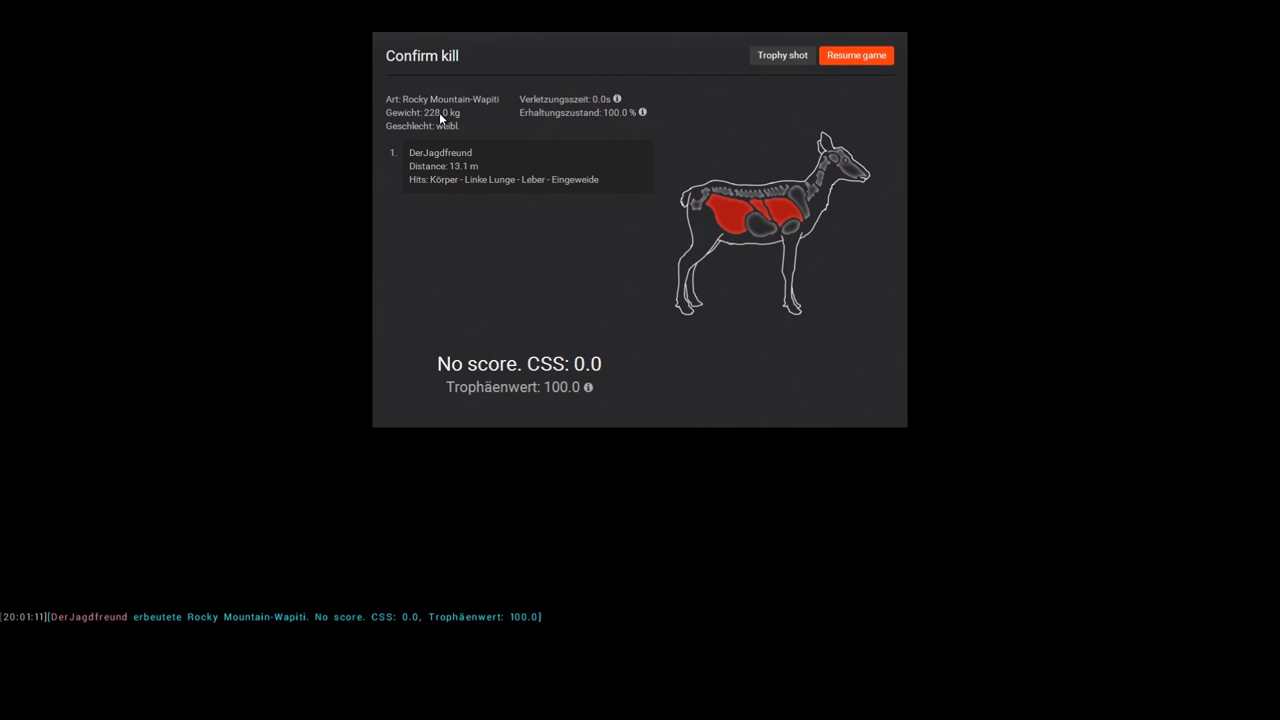 Confirm kill
Trophy shot
Resume game
Art: Rocky Mountain-Wapiti
Verletzungsszeit: 0.0s
Gewicht: 228.0 kg
Erhaltungszustand: 100.0 %
Geschlecht: weibl.
1. DerJagdfreund
Distance: 13.1 m
Hits: Körper - Linke Lunge - Leber - Eingeweide
No score. CSS: 0.0
Trophäenwert: 100.0
[20:01:11][DerJagdfreund erbeutete Rocky Mountain-Wapiti. No score. CSS: 0.0, Trophäenwert: 100.0]